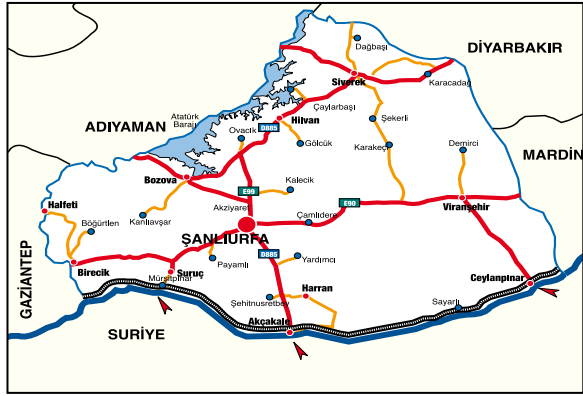 Dağbaşı
DİYARBAKIR
Siverek
Karacadağ
Atatürk
Barajı
Çaylarbaşı
ADIYAMAN
Hilvan
Şekerli
D885
Ovacık
Gölcük
Karakeçi
Demirci
MARDİN
Bozova
E99
Kalecik
Halfeti
Akziyaret
E90
Viranşehir
Kanlıavşar
Çamlıdere
Böğürtlen
ŞANLIURFA
GAZİANTEP
D885
Birecik
Suruç
Payamlı
Yardımcı
Mürşitpınar
Ceylanpınar
Harran
Şehitnusretbey
Sayarlı
SURİYE
Akçakale